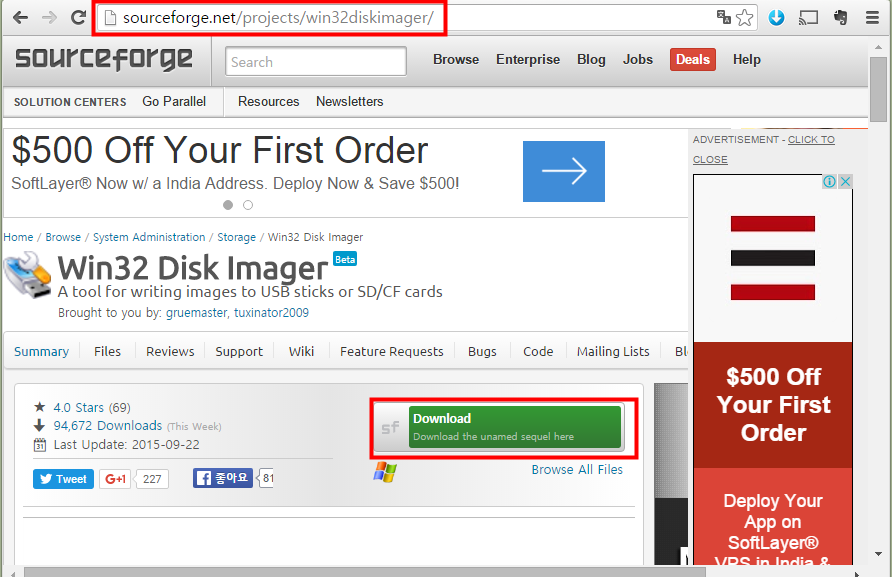 sourceforge.net/projects/win32diskimager/
sourceforge
Search
Browse Enterprise Blog Jobs Deals Help
SOLUTION CENTERS Go Parallel Resources Newsletters
$500 Off Your First Order
SoftLayer® Now w/ a India Address. Deploy Now & Save $500!
ADVERTISEMENT - CLICK TO
CLOSE
Home / Browse / System Administration / Storage / Win32 Disk Imager
Win32 Disk Imager Beta
A tool for writing images to USB sticks or SD/CF cards
Brought to you by: gruemaster, tuxinator2009
Summary Files Reviews Support Wiki Feature Requests Bugs Code Mailing Lists Bl
4.0 Stars (69)
94,672 Downloads (This Week)
Last Update: 2015-09-22
Tweet G+1 227 f 좋아요 81
sf
Download
Download the unamed sequel here
Browse All Files
$500 Off
Your First
Order
Deploy Your
App on
SoftLayer®
VPS in India &